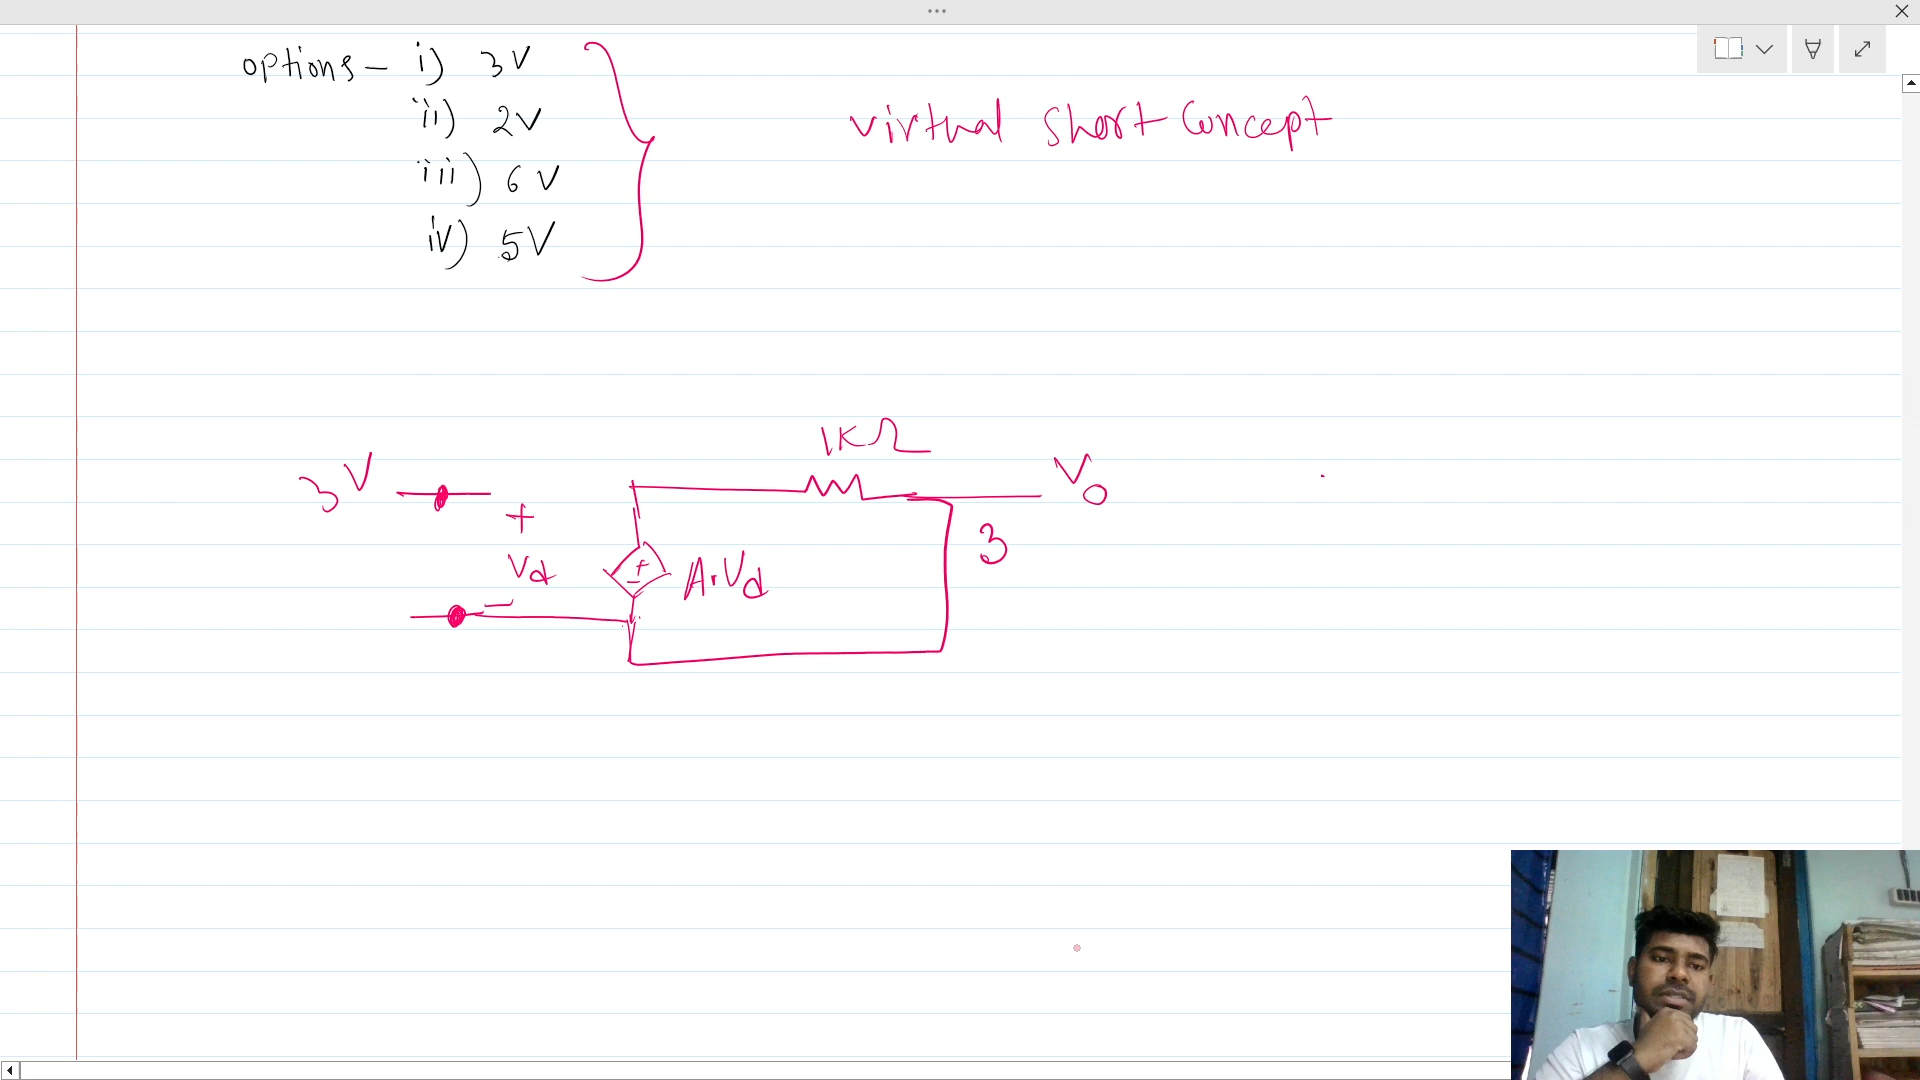 options - i) 3V
ii) 2V
iii) 6V
iv) 5V
virtual short Concept
1KΩ
3V
Vo
+
3
Vd
+
-
A.Vd
-